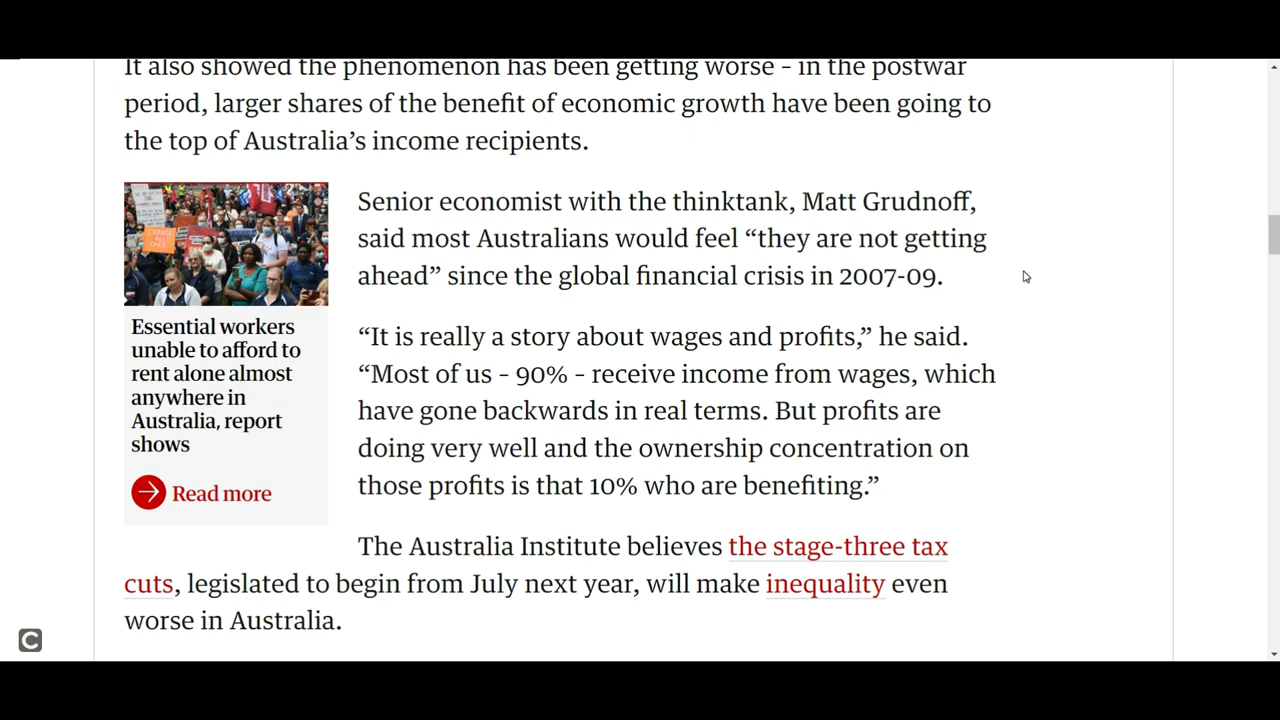 It also showed the phenomenon has been getting worse – in the postwar
period, larger shares of the benefit of economic growth have been going to
the top of Australia’s income recipients.
Senior economist with the thinktank, Matt Grudnoff,
said most Australians would feel “they are not getting
ahead” since the global financial crisis in 2007-09.
“It is really a story about wages and profits,” he said.
“Most of us – 90% – receive income from wages, which
have gone backwards in real terms. But profits are
doing very well and the ownership concentration on
those profits is that 10% who are benefiting.”
Essential workers
unable to afford to
rent alone almost
anywhere in
Australia, report
shows
Read more
The Australia Institute believes the stage-three tax
cuts, legislated to begin from July next year, will make inequality even
worse in Australia.
C